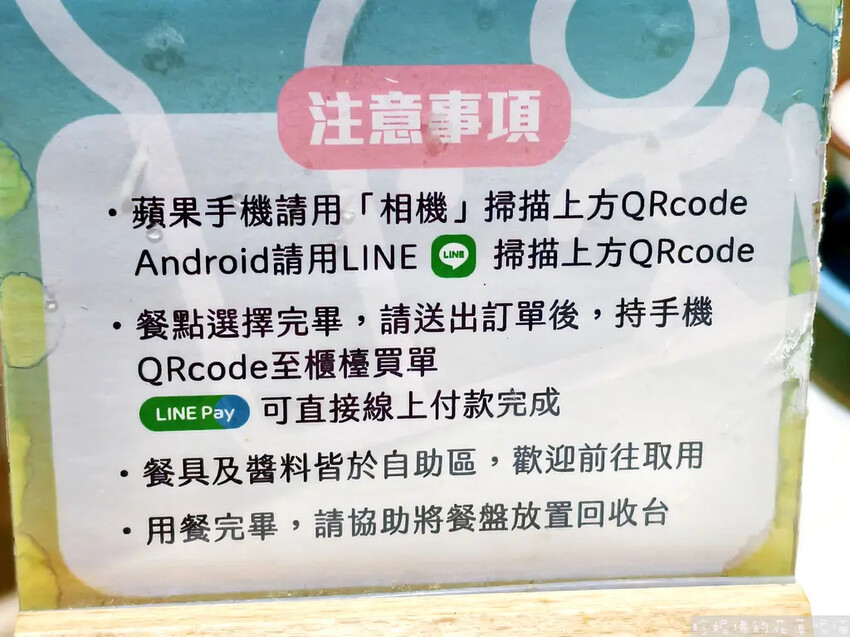 注意事項
・蘋果手機請用「相機」掃描上方QRcode
Android請用LINE LINE 掃描上方QRcode
・餐點選擇完畢，請送出訂單後，持手機
QRcode至櫃檯買單
LINE Pay 可直接線上付款完成
・餐具及醬料皆於自助區，歡迎前往取用
・用餐完畢，請協助將餐盤放置回收台